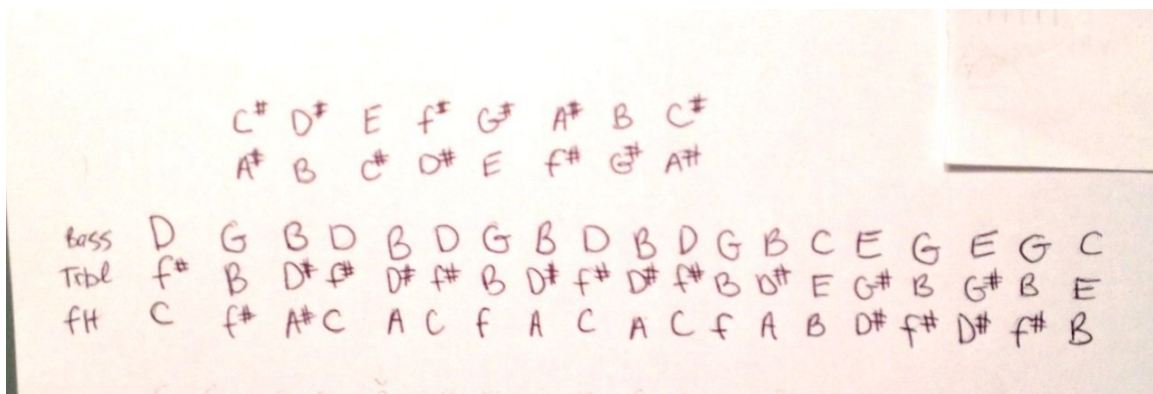 C# D# E f# G# A# B C#
A# B C# D# E f# G# A#
Bass D G B D B D G B D B D G B C E G E G C
Trbl f# B D# f# D# f# B D# f# D# f# B D# E G# B G# B E
fH C f# A# C A C f A C A C f A B D# f# D# f# B